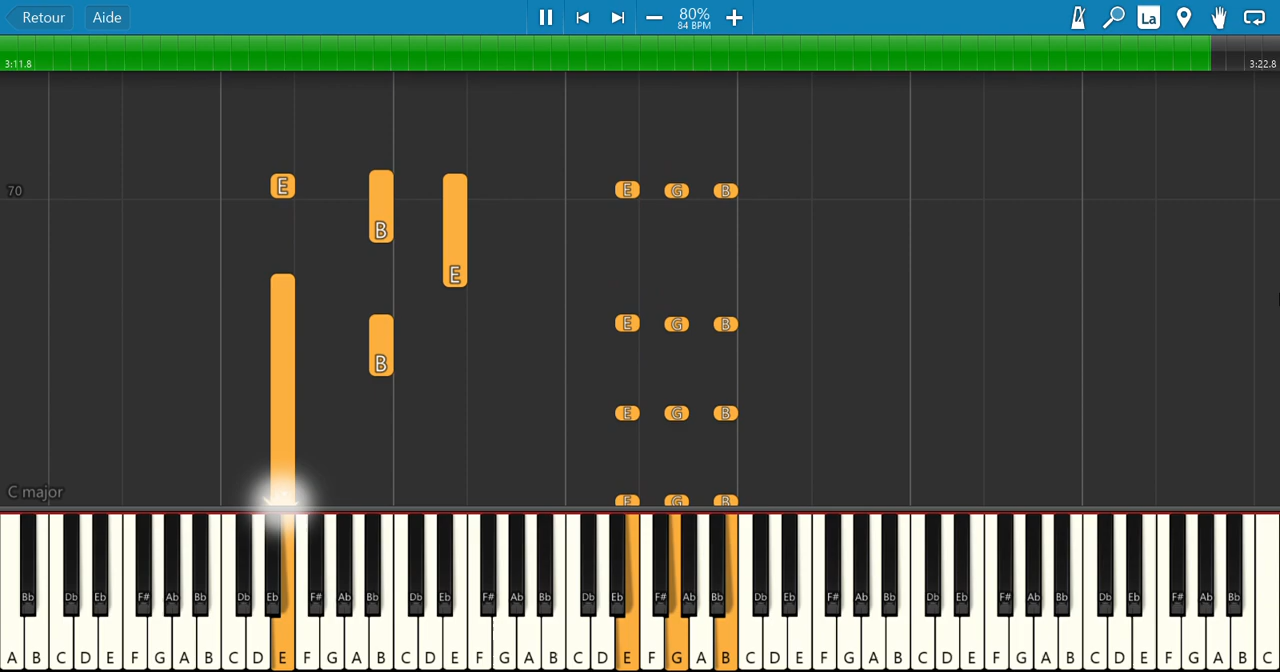 Retour Aide 80% La
84 BPM
3:11.8 3:22.8
E E G B
70
B
E
E G B
B
E G B
C major
E G B
Bb Db Eb F# Ab Bb Db Eb F# Ab Bb Db Eb F# Ab Bb Db Eb F# Ab Bb Db Eb F# Ab Bb Db Eb F# Ab Bb Db Eb F# Ab Bb
A B C D E F G A B C D E F G A B C D E F G A B C D E F G A B C D E F G A B C D E F G A B C D E F G A B C